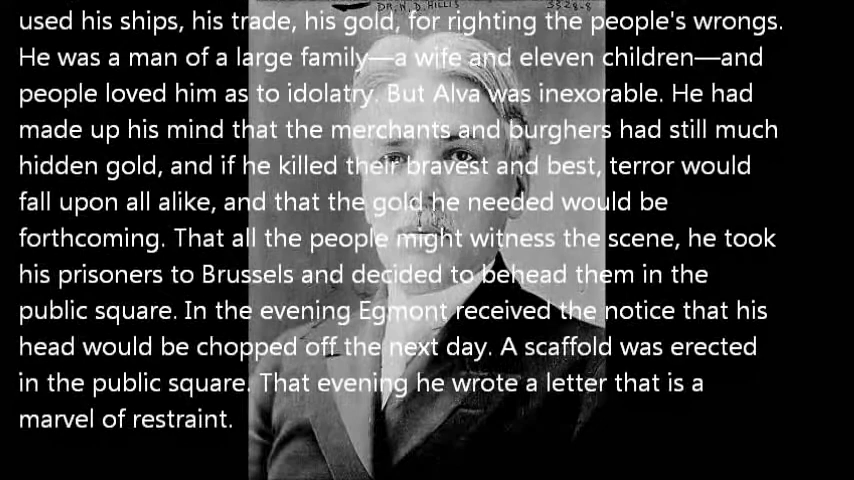 DR. N. D. HILLIS 3328-8
used his ships, his trade, his gold, for righting the people's wrongs.
He was a man of a large family—a wife and eleven children—and
people loved him as to idolatry. But Alva was inexorable. He had
made up his mind that the merchants and burghers had still much
hidden gold, and if he killed their bravest and best, terror would
fall upon all alike, and that the gold he needed would be
forthcoming. That all the people might witness the scene, he took
his prisoners to Brussels and decided to behead them in the
public square. In the evening Egmont received the notice that his
head would be chopped off the next day. A scaffold was erected
in the public square. That evening he wrote a letter that is a
marvel of restraint.